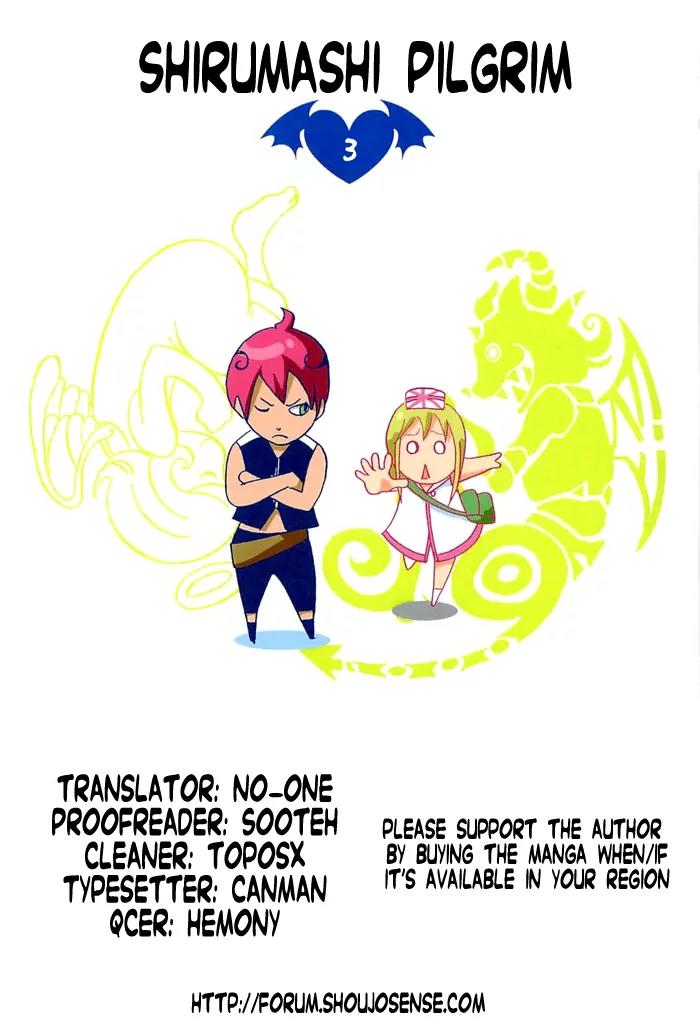 SHIRUMASHI PILGRIM
3
TRANSLATOR: NO-ONE
PROOFREADER: SOOTEH
CLEANER: TOPOSX
TYPESETTER: CANMAN
QCER: HEMONY
PLEASE SUPPORT THE AUTHOR
BY BUYING THE MANGA WHEN/IF
IT'S AVAILABLE IN YOUR REGION
HTTP://FORUM.SHOUJOSENSE.COM